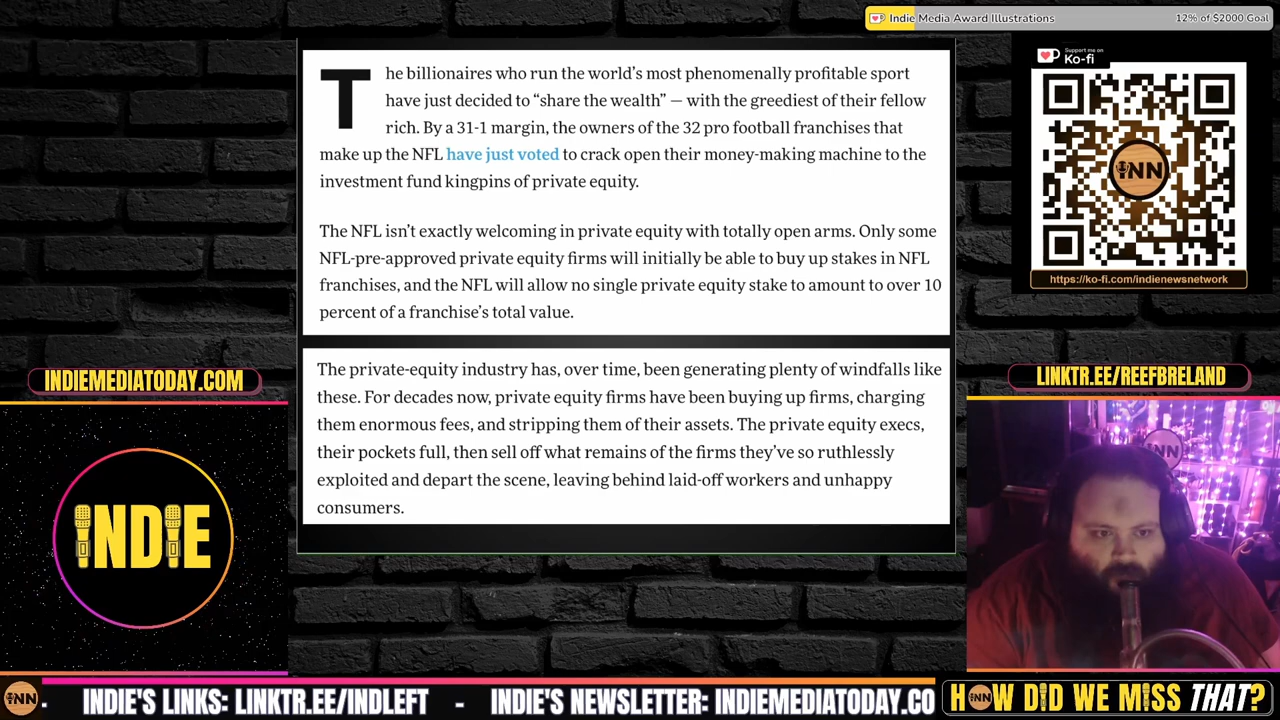 Indie Media Award Illustrations
12% of $2000 Goal
The billionaires who run the world’s most phenomenally profitable sport
have just decided to “share the wealth” — with the greediest of their fellow
rich. By a 31-1 margin, the owners of the 32 pro football franchises that
make up the NFL have just voted to crack open their money-making machine to the
investment fund kingpins of private equity.
The NFL isn’t exactly welcoming in private equity with totally open arms. Only some
NFL-pre-approved private equity firms will initially be able to buy up stakes in NFL
franchises, and the NFL will allow no single private equity stake to amount to over 10
percent of a franchise’s total value.
The private-equity industry has, over time, been generating plenty of windfalls like
these. For decades now, private equity firms have been buying up firms, charging
them enormous fees, and stripping them of their assets. The private equity execs,
their pockets full, then sell off what remains of the firms they’ve so ruthlessly
exploited and depart the scene, leaving behind laid-off workers and unhappy
consumers.
Support me on
Ko-fi
INN
https://ko-fi.com/indienewsnetwork
INDIEMEDIATODAY.COM
INDIE
LINKTR.EE/REEFBRELAND
INN
INN
INDIE'S LINKS: LINKTR.EE/INDLEFT - INDIE'S NEWSLETTER: INDIEMEDIATODAY.CO
HOW DID WE MISS THAT?